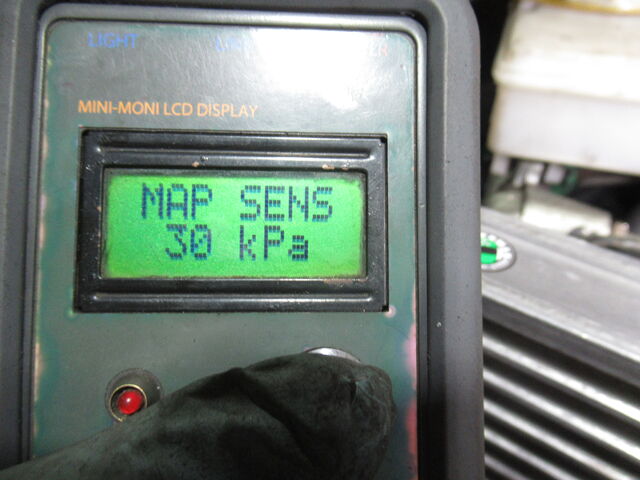 LIGHT
MINI-MONI LCD DISPLAY
MAP SENS
30 kPa